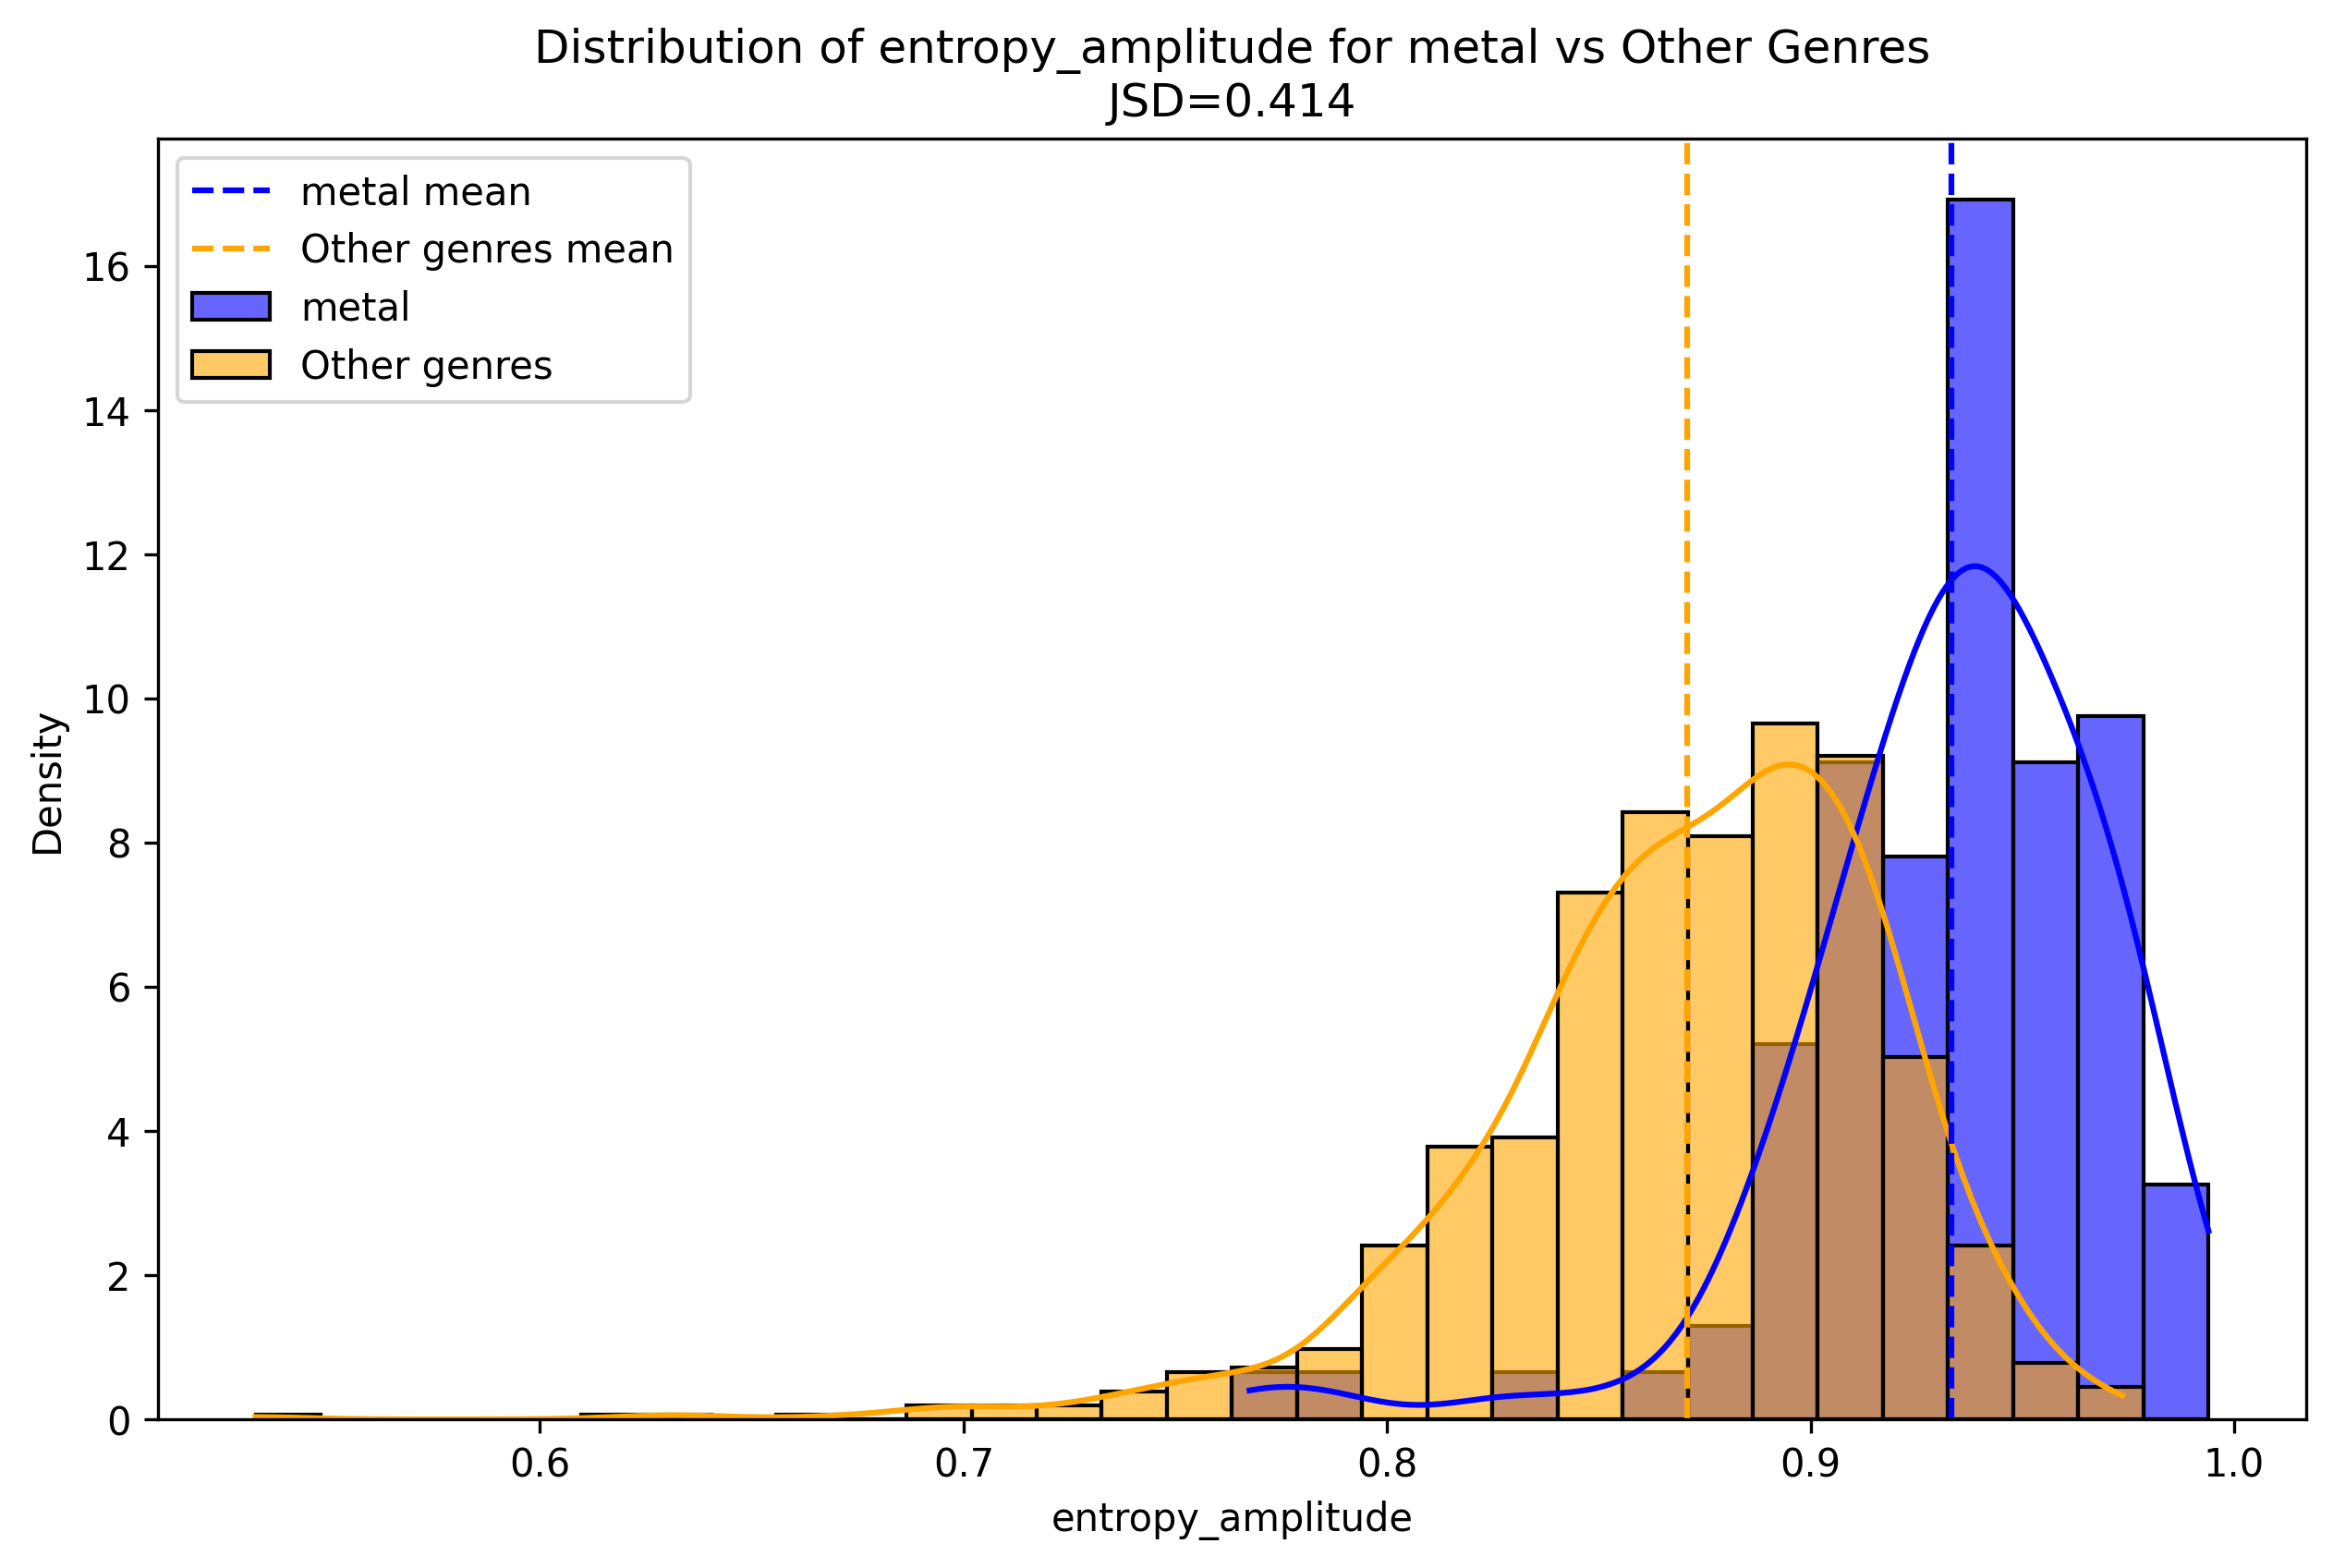 Distribution of entropy_amplitude for metal vs Other Genres
JSD=0.414
metal mean
Other genres mean
metal
Other genres
16
14
12
10
8
6
4
2
0
Density
0.6 0.7 0.8 0.9 1.0
entropy_amplitude